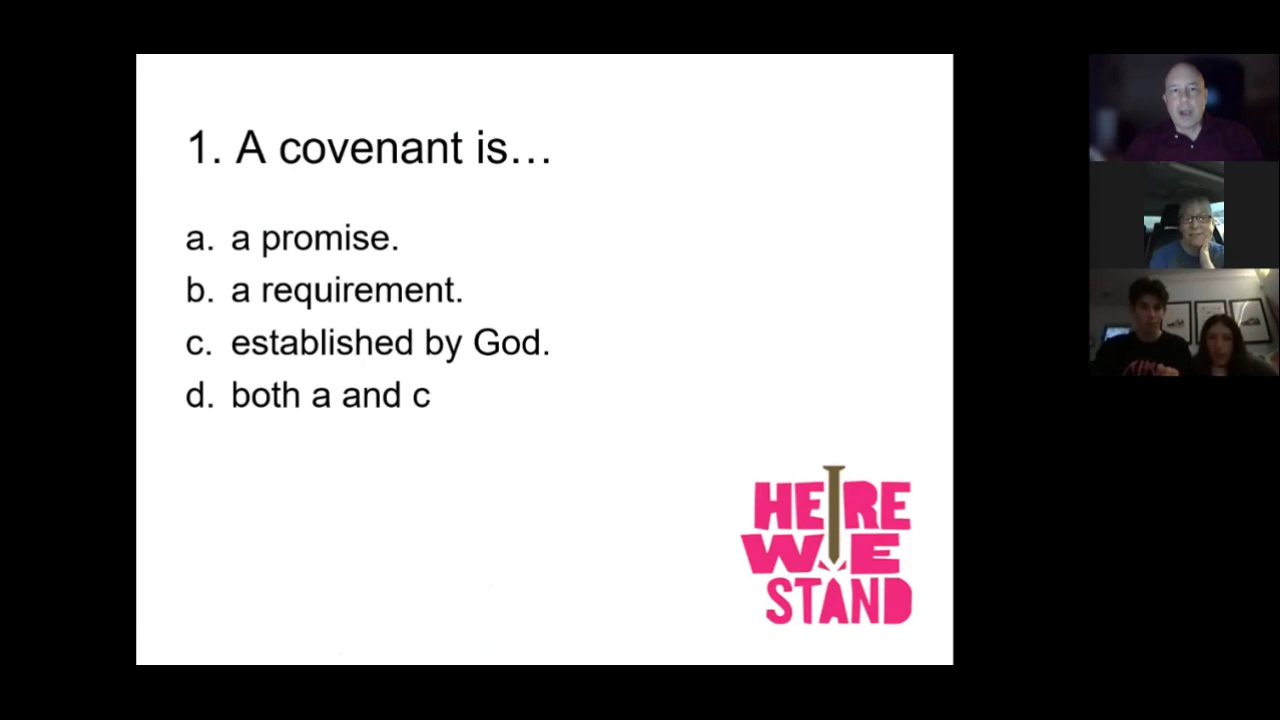 1. A covenant is…
a. a promise.
b. a requirement.
c. established by God.
d. both a and c
HERE
WE
STAND